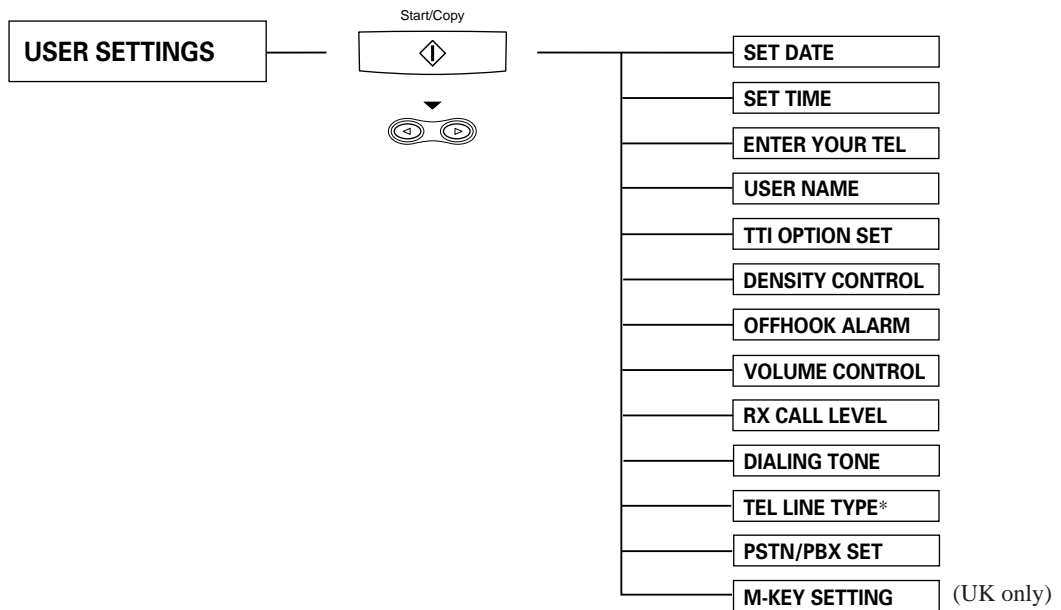 Start/Copy
USER SETTINGS
SET DATE
SET TIME
ENTER YOUR TEL
USER NAME
TTI OPTION SET
DENSITY CONTROL
OFFHOOK ALARM
VOLUME CONTROL
RX CALL LEVEL
DIALING TONE
TEL LINE TYPE*
PSTN/PBX SET
M-KEY SETTING (UK only)